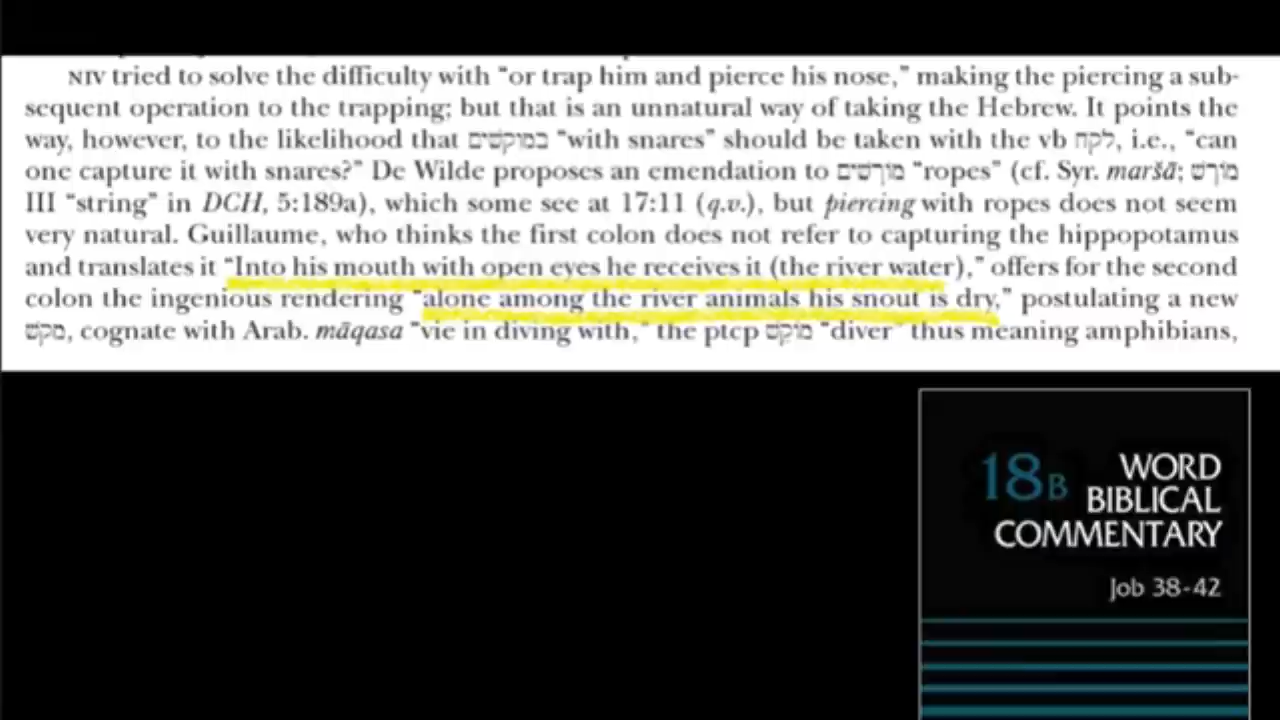 NIV tried to solve the difficulty with “or trap him and pierce his nose,” making the piercing a sub-
sequent operation to the trapping; but that is an unnatural way of taking the Hebrew. It points the
way, however, to the likelihood that במוקשׁים “with snares” should be taken with the vb לקח, i.e., “can
one capture it with snares?” De Wilde proposes an emendation to מורשׁים “ropes” (cf. Syr. maršā; מורשׁ
III “string” in DCH, 5:189a), which some see at 17:11 (q.v.), but piercing with ropes does not seem
very natural. Guillaume, who thinks the first colon does not refer to capturing the hippopotamus
and translates it “Into his mouth with open eyes he receives it (the river water),” offers for the second
colon the ingenious rendering “alone among the river animals his snout is dry,” postulating a new
מקשׁ, cognate with Arab. māqasa “vie in diving with,” the ptcp מוקשׁ “diver” thus meaning amphibians,
18B WORD
BIBLICAL
COMMENTARY
Job 38-42